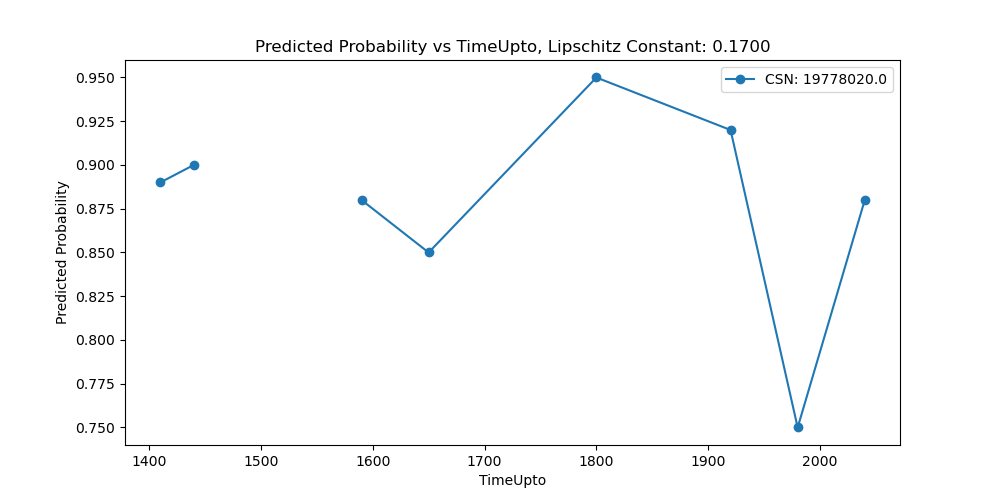 Predicted Probability vs TimeUpto, Lipschitz Constant: 0.1700
CSN: 19778020.0
Predicted Probability
0.950
0.925
0.900
0.875
0.850
0.825
0.800
0.775
0.750
1400 1500 1600 1700 1800 1900 2000
TimeUpto